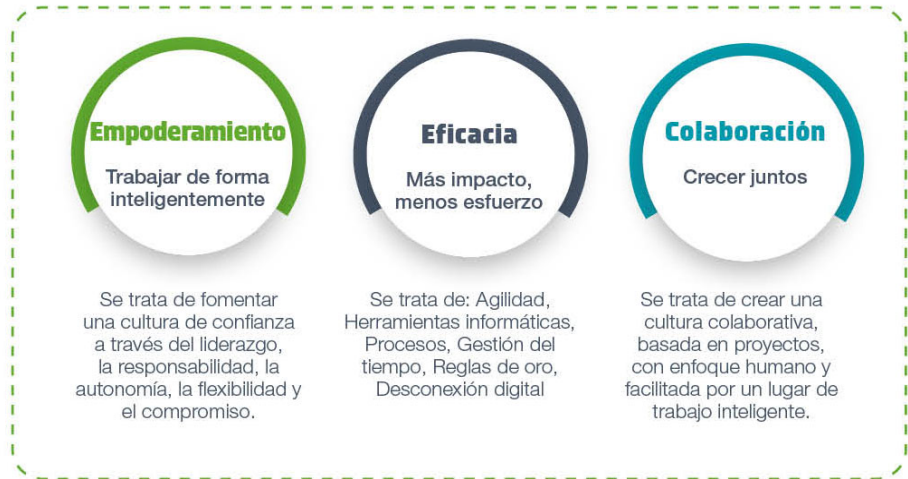 Empoderamiento
Trabajar de forma
inteligentemente
Se trata de fomentar
una cultura de confianza
a través del liderazgo,
la responsabilidad, la
autonomía, la flexibilidad y
el compromiso.
Eficacia
Más impacto,
menos esfuerzo
Se trata de: Agilidad,
Herramientas informáticas,
Procesos, Gestión del
tiempo, Reglas de oro,
Desconexión digital
Colaboración
Crecer juntos
Se trata de crear una
cultura colaborativa,
basada en proyectos,
con enfoque humano y
facilitada por un lugar de
trabajo inteligente.